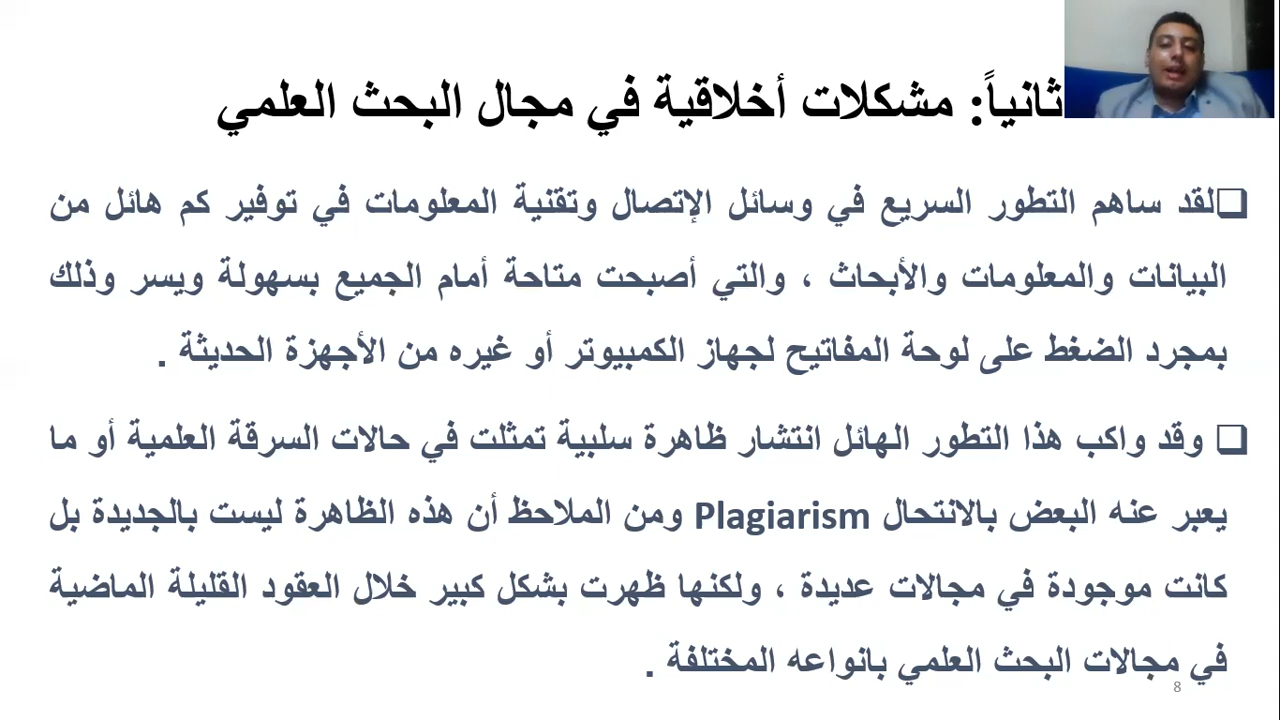 ثانياً: مشكلات أخلاقية في مجال البحث العلمي
❑لقد ساهم التطور السريع في وسائل الإتصال وتقنية المعلومات في توفير كم هائل من
البيانات والمعلومات والأبحاث ، والتي أصبحت متاحة أمام الجميع بسهولة ويسر وذلك
بمجرد الضغط على لوحة المفاتيح لجهاز الكمبيوتر أو غيره من الأجهزة الحديثة .
❑ وقد واكب هذا التطور الهائل انتشار ظاهرة سلبية تمثلت في حالات السرقة العلمية أو ما
يعبر عنه البعض بالانتحال Plagiarism ومن الملاحظ أن هذه الظاهرة ليست بالجديدة بل
كانت موجودة في مجالات عديدة ، ولكنها ظهرت بشكل كبير خلال العقود القليلة الماضية
في مجالات البحث العلمي بانواعه المختلفة .
8